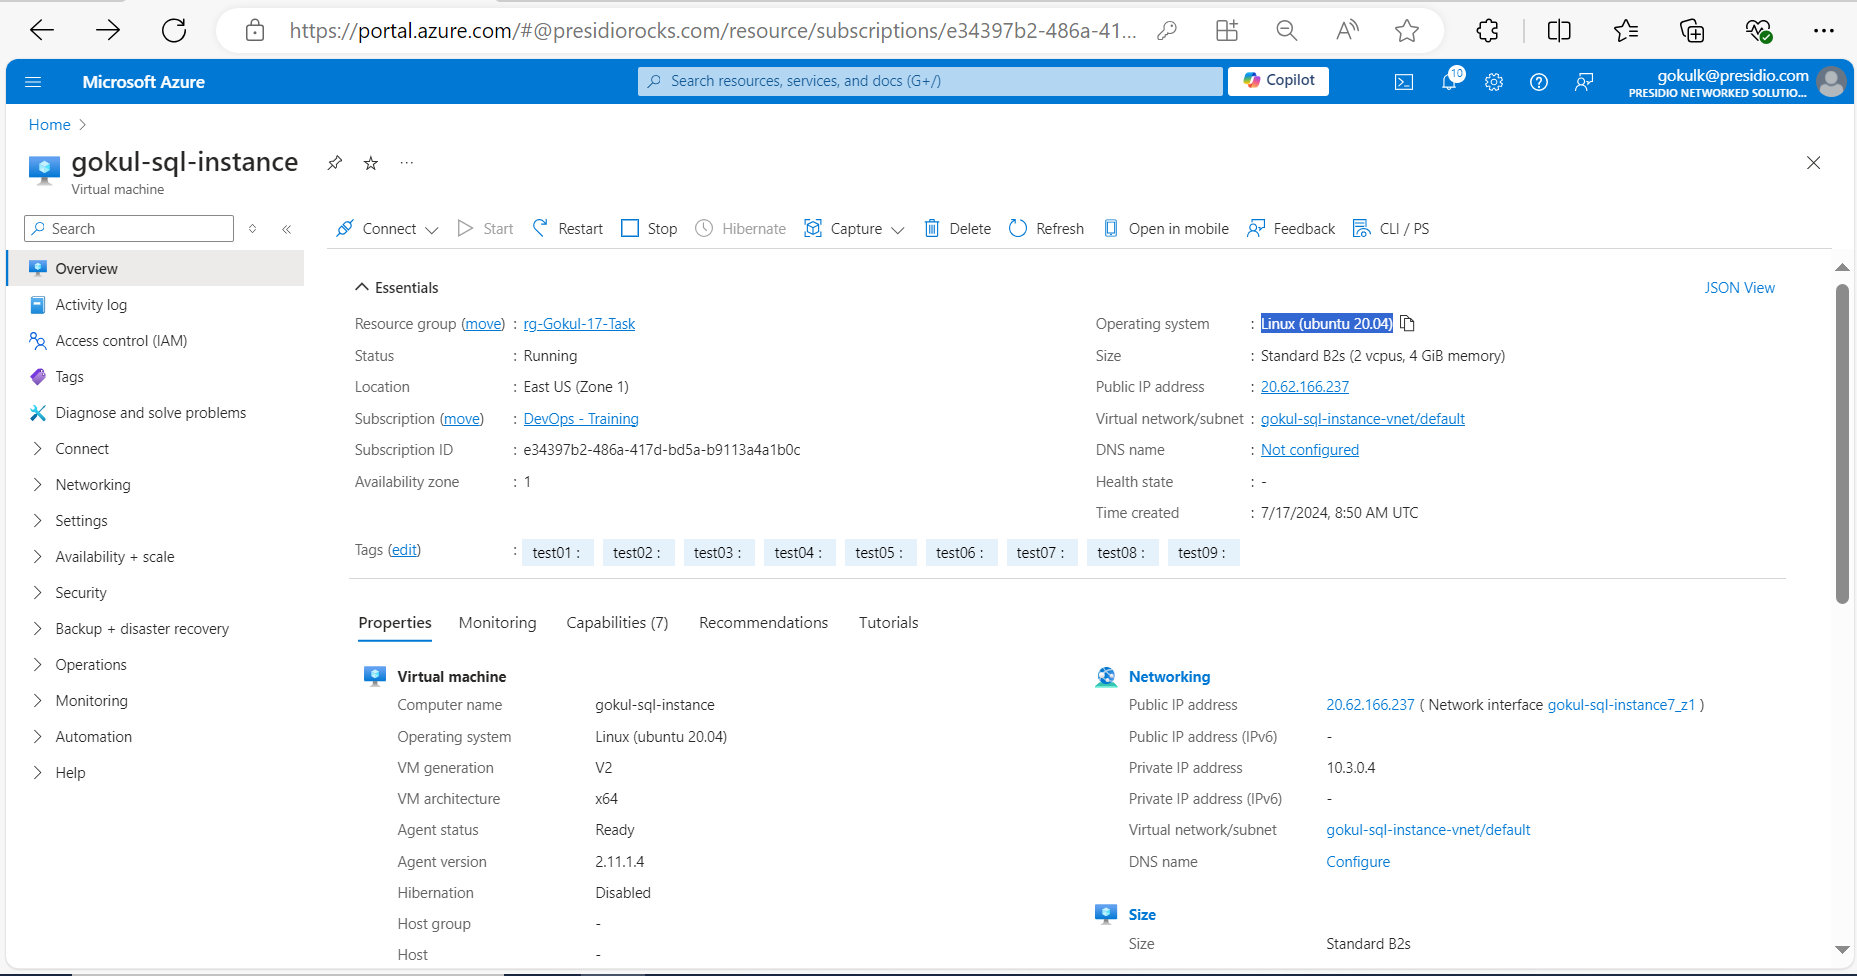 https://portal.azure.com/#@presidiorocks.com/resource/subscriptions/e34397b2-486a-41...
Microsoft Azure
Search resources, services, and docs (G+/)
Copilot
10
gokulk@presidio.com
PRESIDIO NETWORKED SOLUTIO...
Home
gokul-sql-instance
Virtual machine
Search
Connect
Start
Restart
Stop
Hibernate
Capture
Delete
Refresh
Open in mobile
Feedback
CLI / PS
Overview
Activity log
Access control (IAM)
Tags
Diagnose and solve problems
Connect
Networking
Settings
Availability + scale
Security
Backup + disaster recovery
Operations
Monitoring
Automation
Help
Essentials
JSON View
Resource group (move) : rg-Gokul-17-Task
Status : Running
Location : East US (Zone 1)
Subscription (move) : DevOps - Training
Subscription ID : e34397b2-486a-417d-bd5a-b9113a4a1b0c
Availability zone : 1
Operating system : Linux (ubuntu 20.04)
Size : Standard B2s (2 vcpus, 4 GiB memory)
Public IP address : 20.62.166.237
Virtual network/subnet : gokul-sql-instance-vnet/default
DNS name : Not configured
Health state : -
Time created : 7/17/2024, 8:50 AM UTC
Tags (edit) : test01 : test02 : test03 : test04 : test05 : test06 : test07 : test08 : test09 :
Properties
Monitoring
Capabilities (7)
Recommendations
Tutorials
Virtual machine
Computer name gokul-sql-instance
Operating system Linux (ubuntu 20.04)
VM generation V2
VM architecture x64
Agent status Ready
Agent version 2.11.1.4
Hibernation Disabled
Host group -
Host -
Networking
Public IP address 20.62.166.237 ( Network interface gokul-sql-instance7_z1 )
Public IP address (IPv6) -
Private IP address 10.3.0.4
Private IP address (IPv6) -
Virtual network/subnet gokul-sql-instance-vnet/default
DNS name Configure
Size
Size Standard B2s